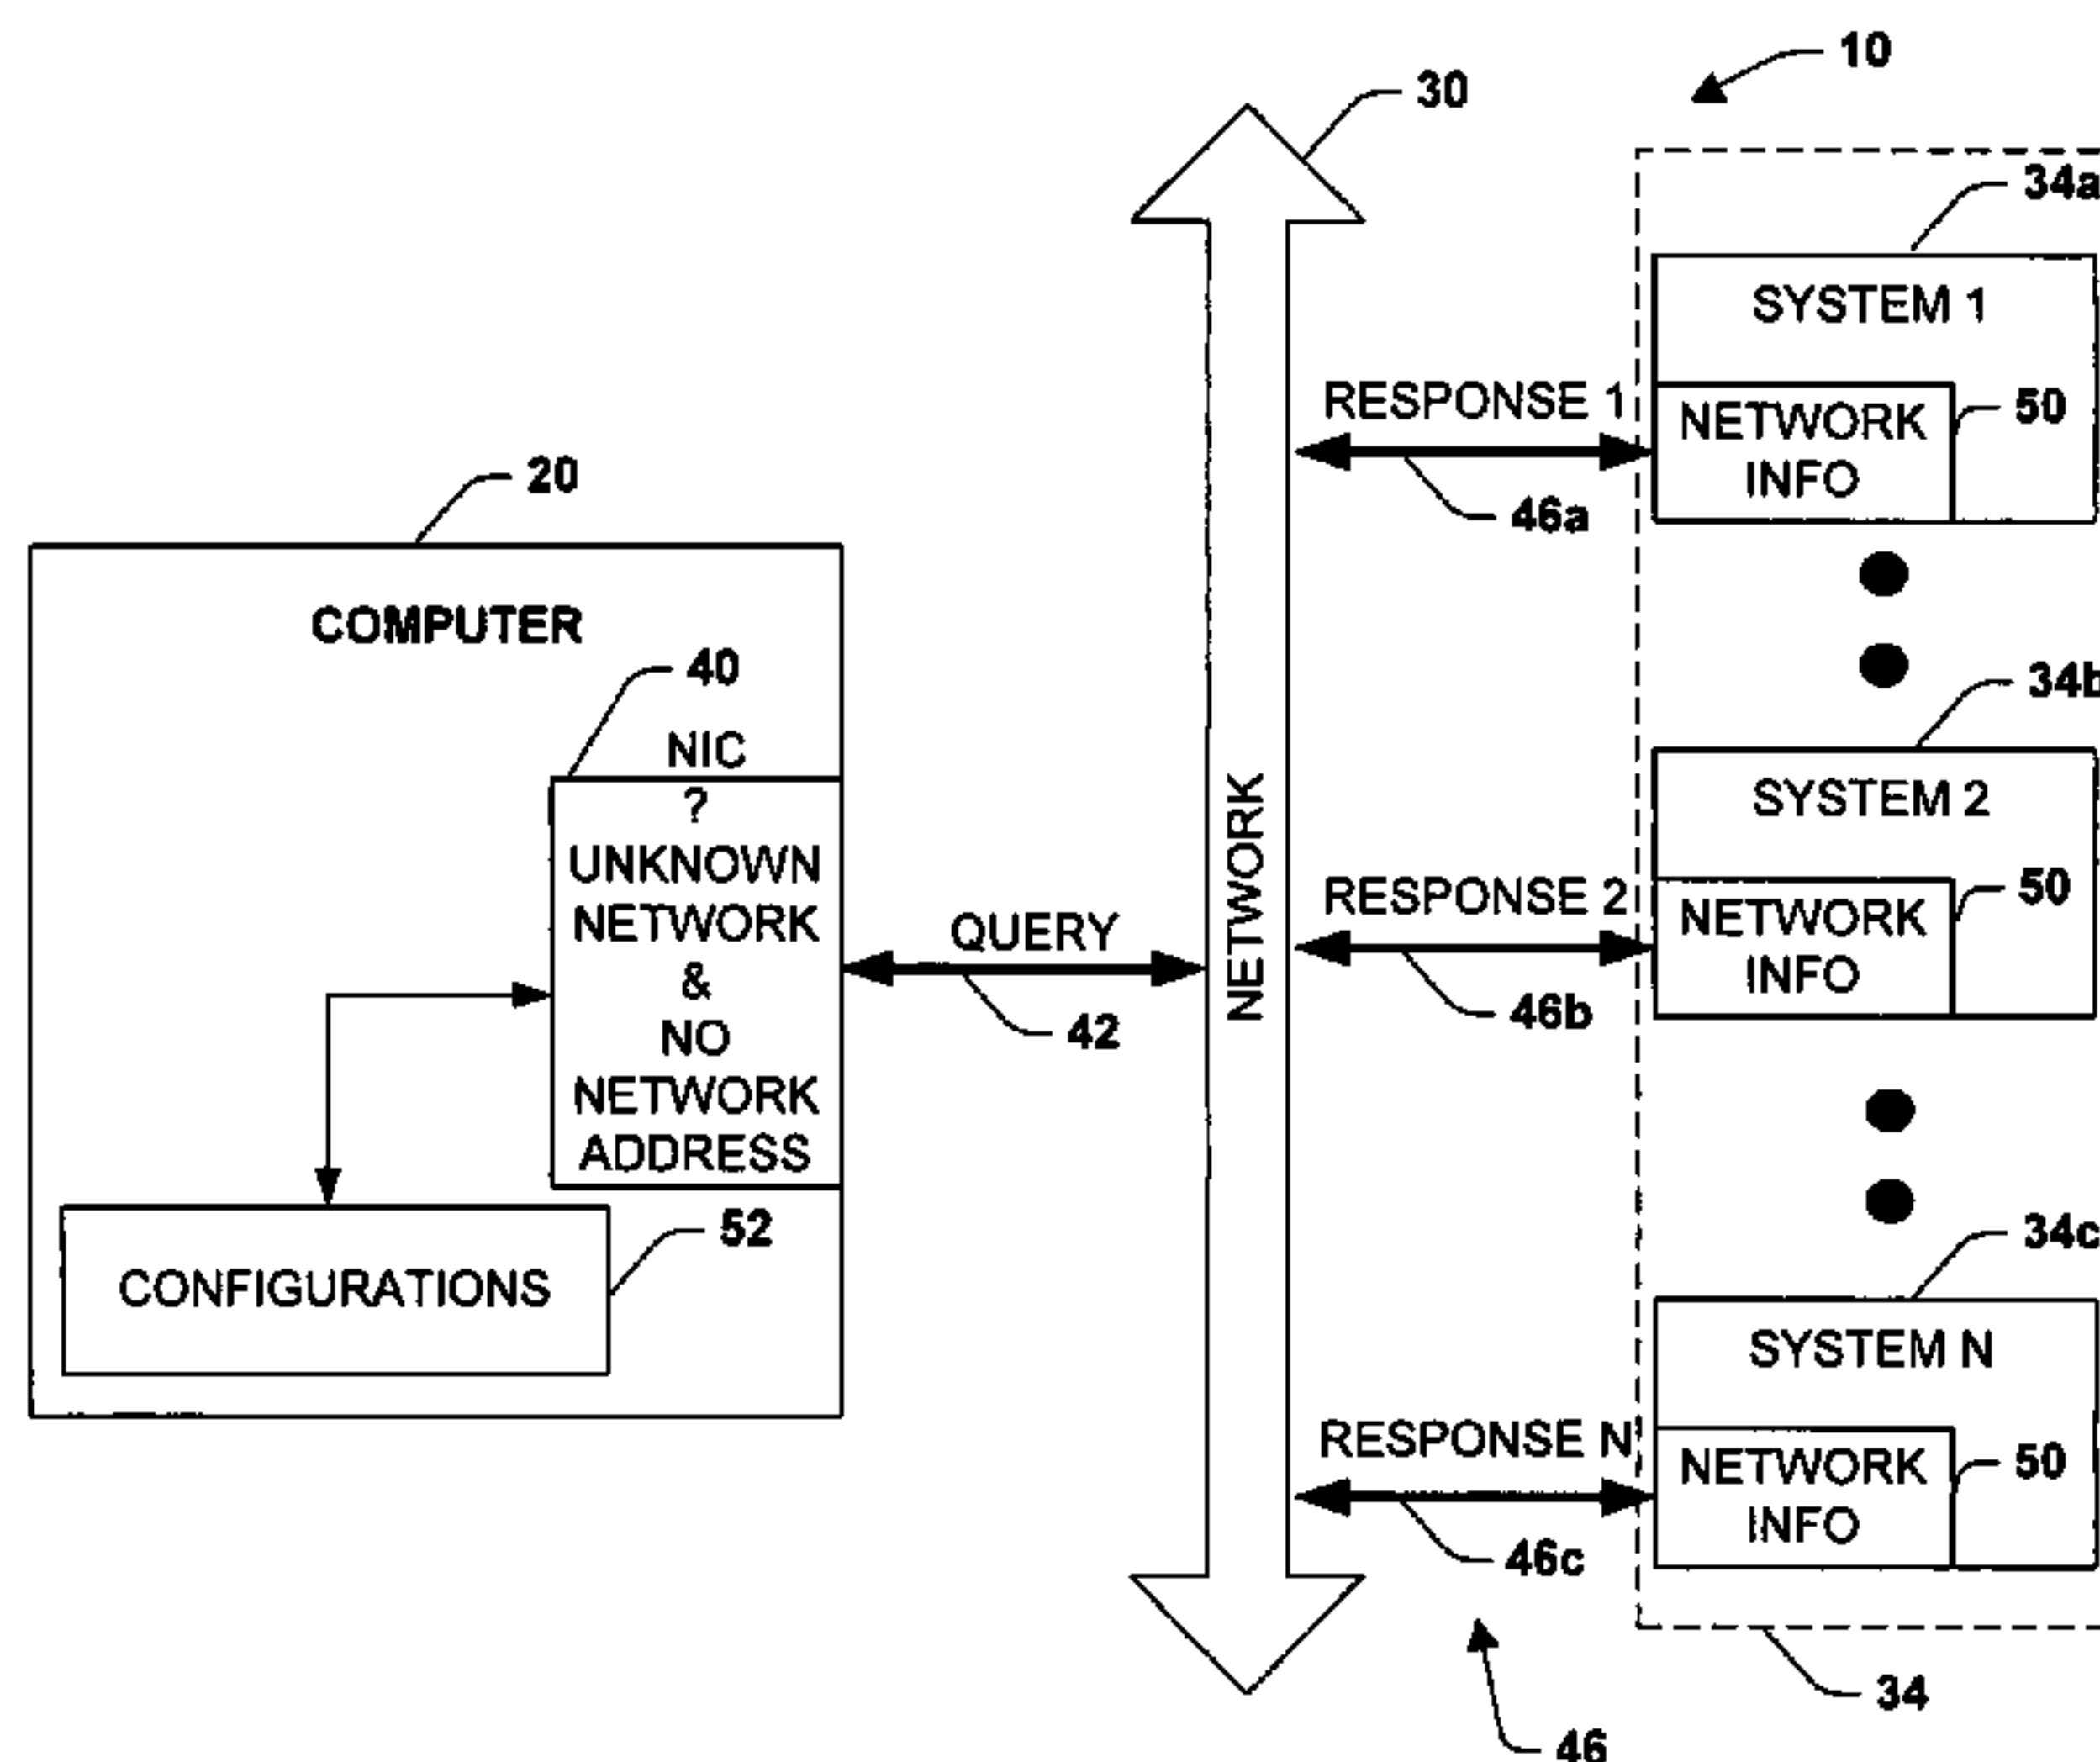 10
30
34a
SYSTEM 1
RESPONSE 1
NETWORK
INFO
50
46a
20
COMPUTER
40
NIC
?
UNKNOWN
NETWORK
&
NO
NETWORK
ADDRESS
QUERY
42
NETWORK
34b
SYSTEM 2
RESPONSE 2
NETWORK
INFO
50
46b
52
CONFIGURATIONS
34c
SYSTEM N
RESPONSE N
NETWORK
INFO
50
46c
34
46